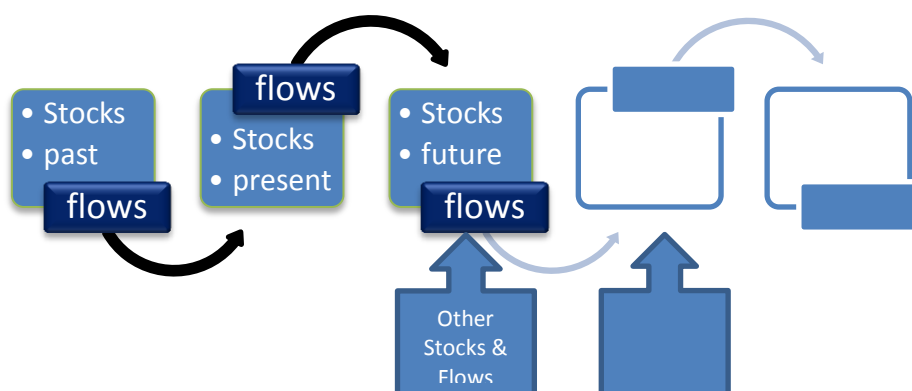 • Stocks
• past
flows
flows
• Stocks
• present
• Stocks
• future
flows
Other
Stocks &
Flows